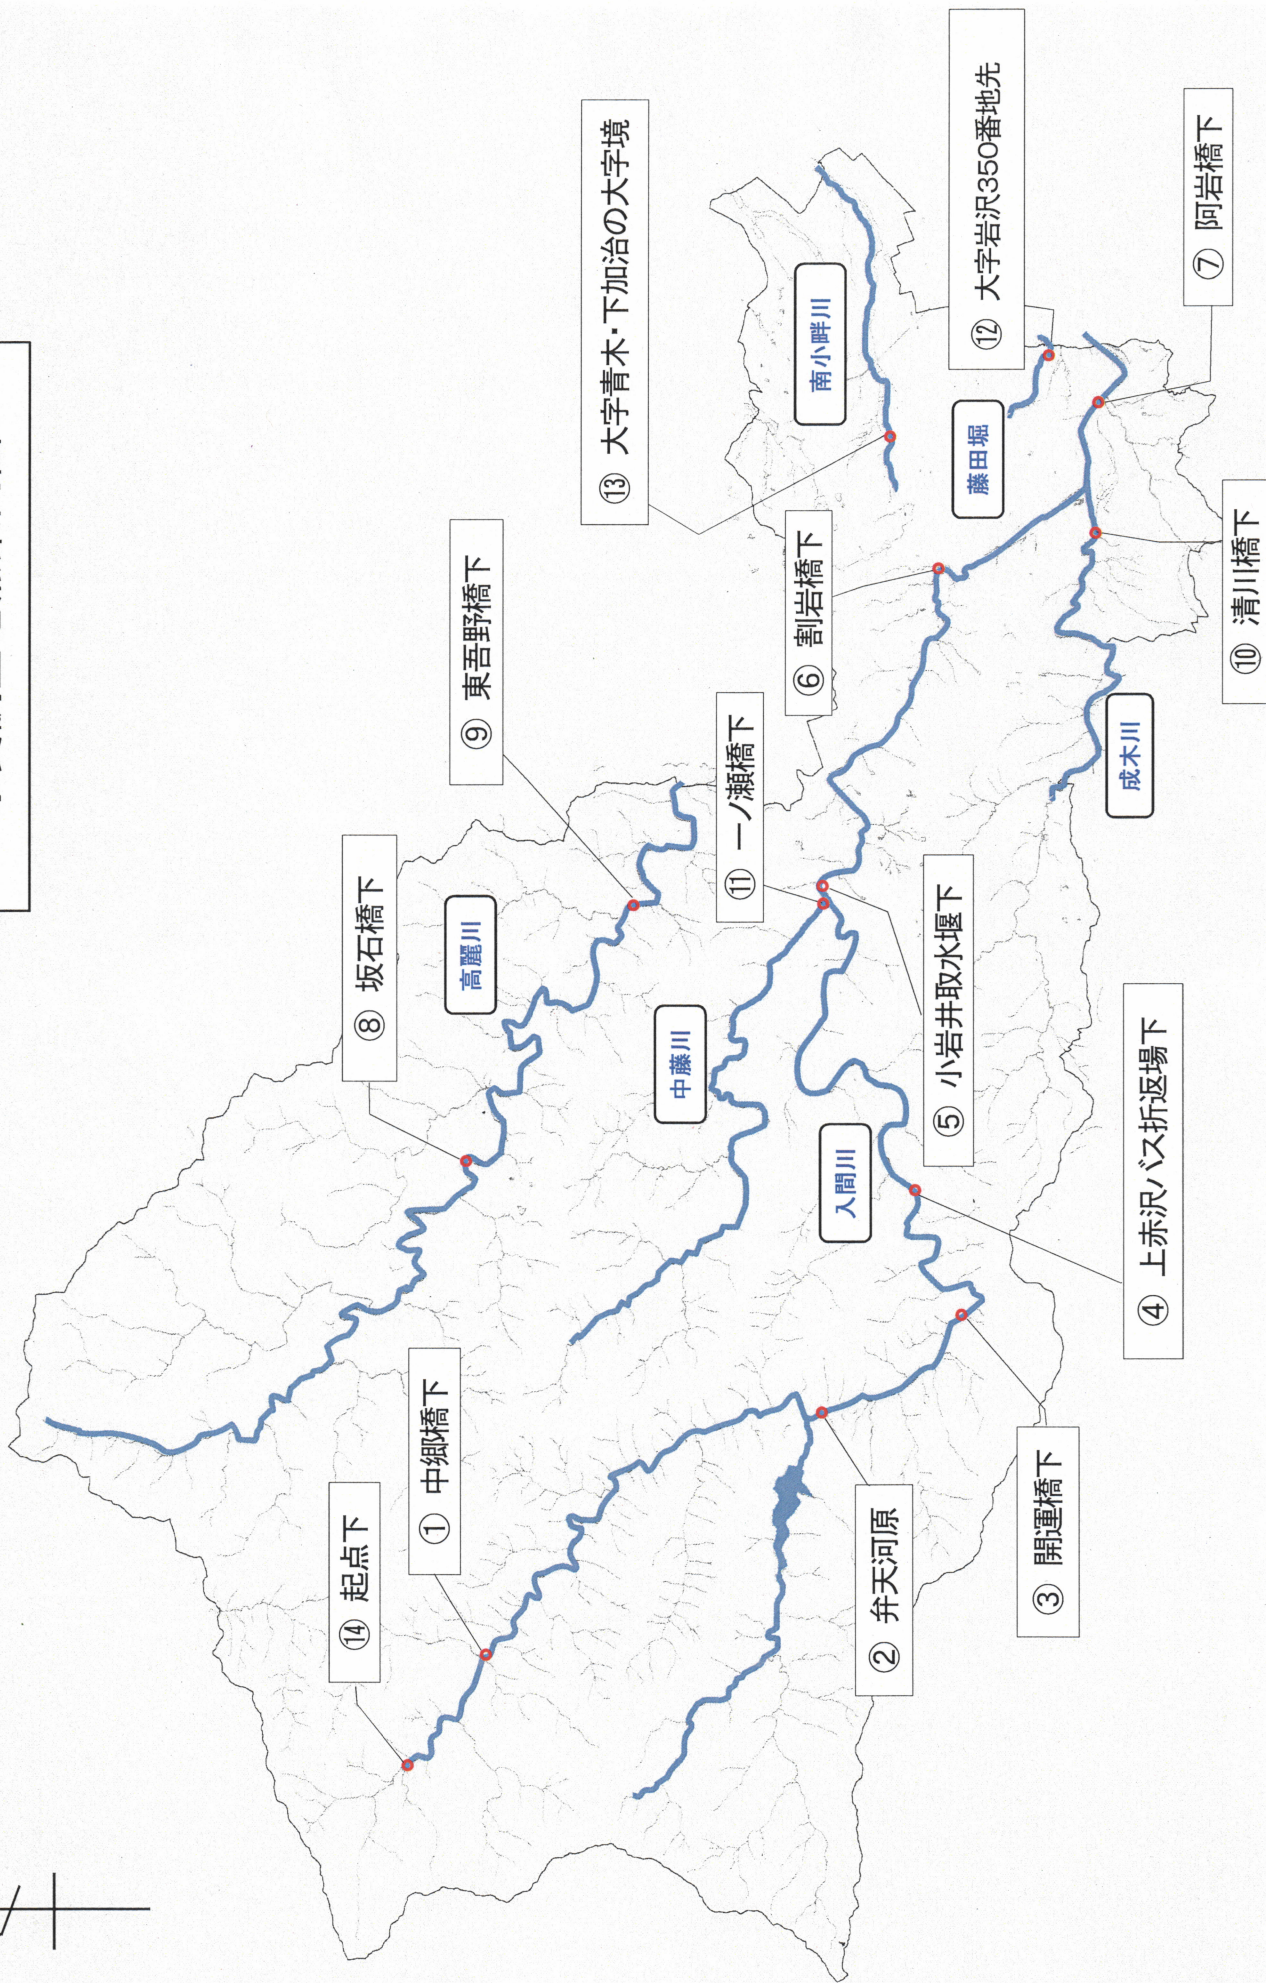 ⑭ 起点下
① 中郷橋下
② 弁天河原
③ 開運橋下
④ 上赤沢バス折返場下
⑤ 小岩井取水堰下
⑥ 割岩橋下
⑦ 阿岩橋下
⑧ 坂石橋下
⑨ 東吾野橋下
⑩ 清川橋下
⑪ 一ノ瀬橋下
⑫ 大字岩沢350番地先
⑬ 大字青木・下加治の大字境
高麗川
中藤川
入間川
成木川
藤田堀
南小畔川